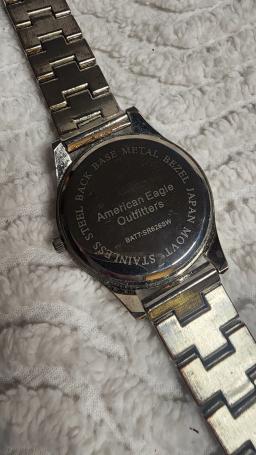 STAINLESS STEEL BACK BASE METAL BEZEL JAPAN MOVT
American Eagle
Outfitters
BATT:SR626SW